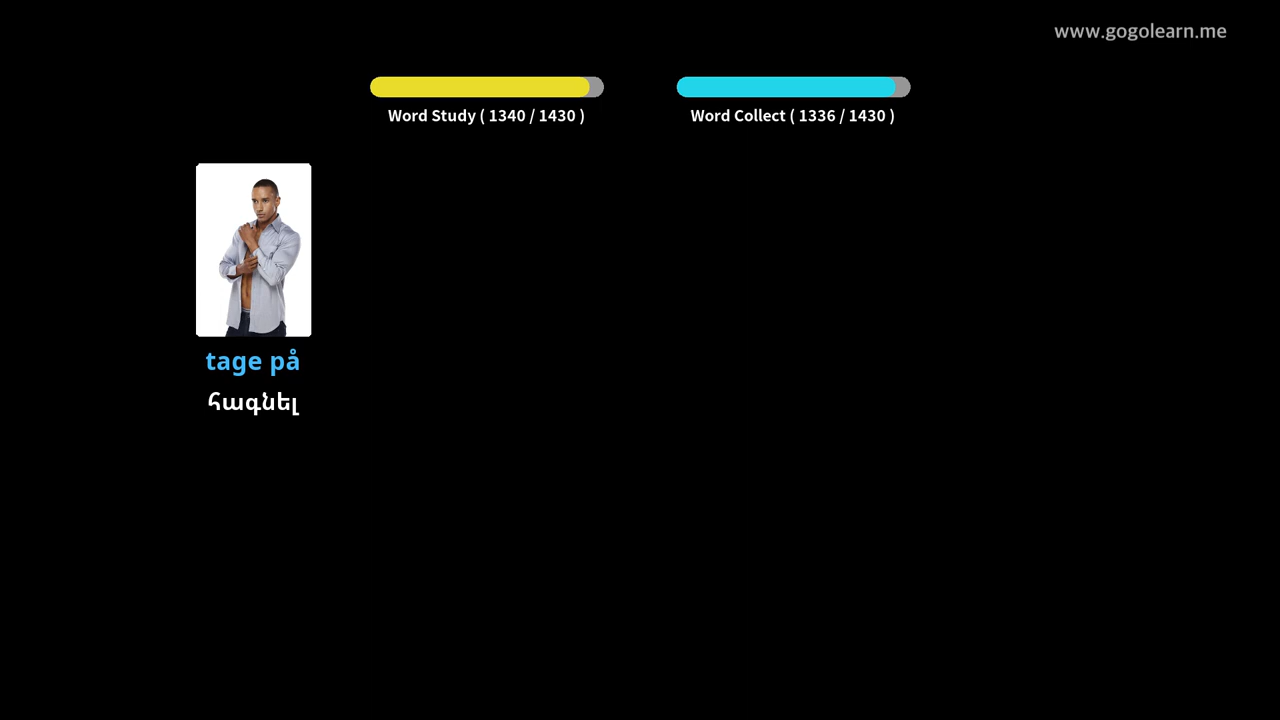 www.gogolearn.me
Word Study ( 1340 / 1430 )
Word Collect ( 1336 / 1430 )
tage på
հագնել